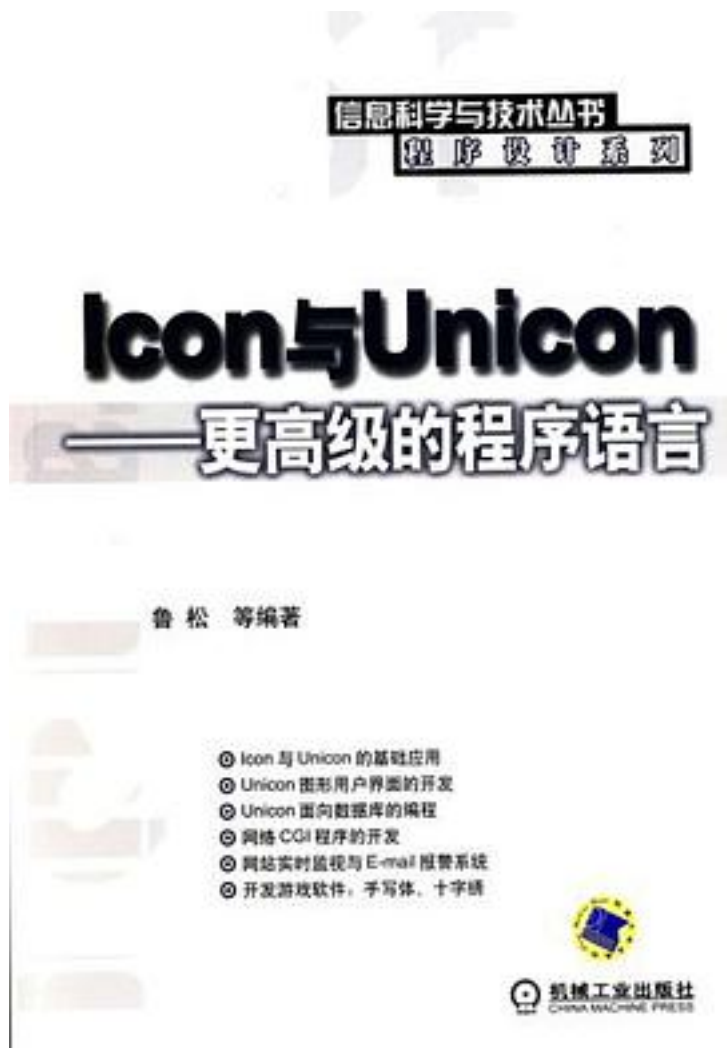 信息科学与技术丛书
程序设计系列
Icon与Unicon
——更高级的程序语言
鲁松 等编著
Icon 与 Unicon 的基础应用
Unicon 图形用户界面的开发
Unicon 面向数据库的编程
网络 CGI 程序的开发
网站实时监视与 E-mail 报警系统
开发游戏软件：手写体、十字绣
机械工业出版社
CHINA MACHINE PRESS